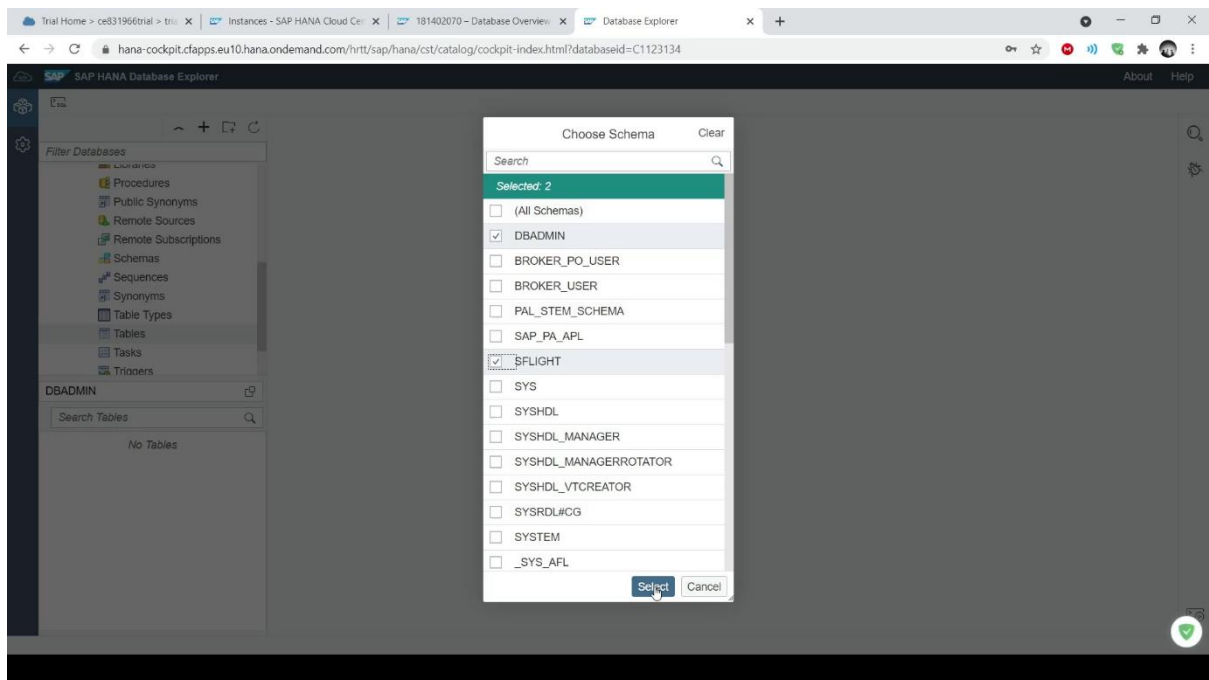 Trial Home > ce831966trial > tria
Instances - SAP HANA Cloud Cen
181402070 – Database Overview
Database Explorer
hana-cockpit.cfapps.eu10.hana.ondemand.com/hrtt/sap/hana/cst/catalog/cockpit-index.html?databaseid=C1123134
SAP SAP HANA Database Explorer
About Help
Filter Databases
Libraries
Procedures
Public Synonyms
Remote Sources
Remote Subscriptions
Schemas
Sequences
Synonyms
Table Types
Tables
Tasks
Triggers
DBADMIN
Search Tables
No Tables
Choose Schema Clear
Search
Selected: 2
(All Schemas)
DBADMIN
BROKER_PO_USER
BROKER_USER
PAL_STEM_SCHEMA
SAP_PA_APL
SFLIGHT
SYS
SYSHDL
SYSHDL_MANAGER
SYSHDL_MANAGERROTATOR
SYSHDL_VTCREATOR
SYSRDL#CG
SYSTEM
_SYS_AFL
Select Cancel